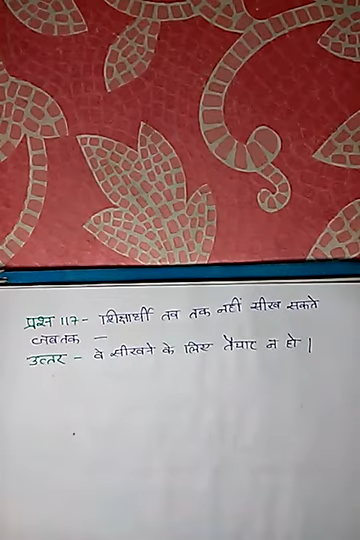 प्रश्न 117- शिक्षार्थी तब तक नहीं सीख सकते
जबतक —
उत्तर - वे सीखने के लिए तैयार न हो।